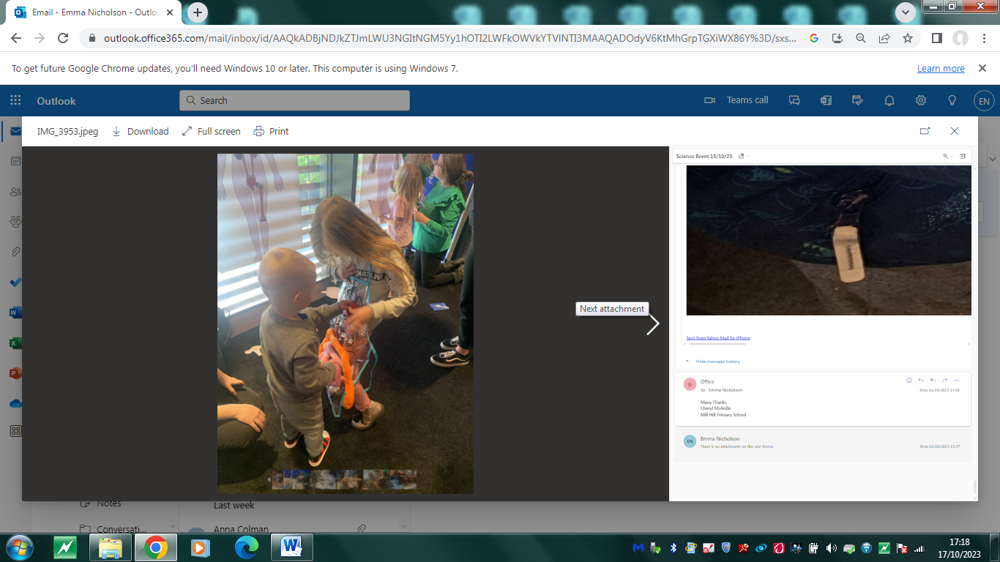 Email - Emma Nicholson - Outlo
outlook.office365.com/mail/inbox/id/AAQkADBjNDJkZTJmLWU3NGItNGM5Yy1hOTI2LWFkOWVkYTVlNTI3MAAQADOdyV6KtMhGrpTGXiWX86Y%3D/sxs...
To get future Google Chrome updates, you'll need Windows 10 or later. This computer is using Windows 7.
Learn more
Outlook
Search
Teams call
EN
IMG_3953.jpeg
Download
Full screen
Print
Science Event 15/10/23
Next attachment
Sent from Yahoo Mail for iPhone
Hide message history
O
Office
To: Emma Nicholson
Mon 16/10/2023 14:38
Many Thanks
Cheryl McArdle
Mill Hill Primary School
EN
Emma Nicholson
There is no attachment on this one Emma
Mon 16/10/2023 15:37
Notes
Last week
Conversati...
Anna Colman
17:18
17/10/2023